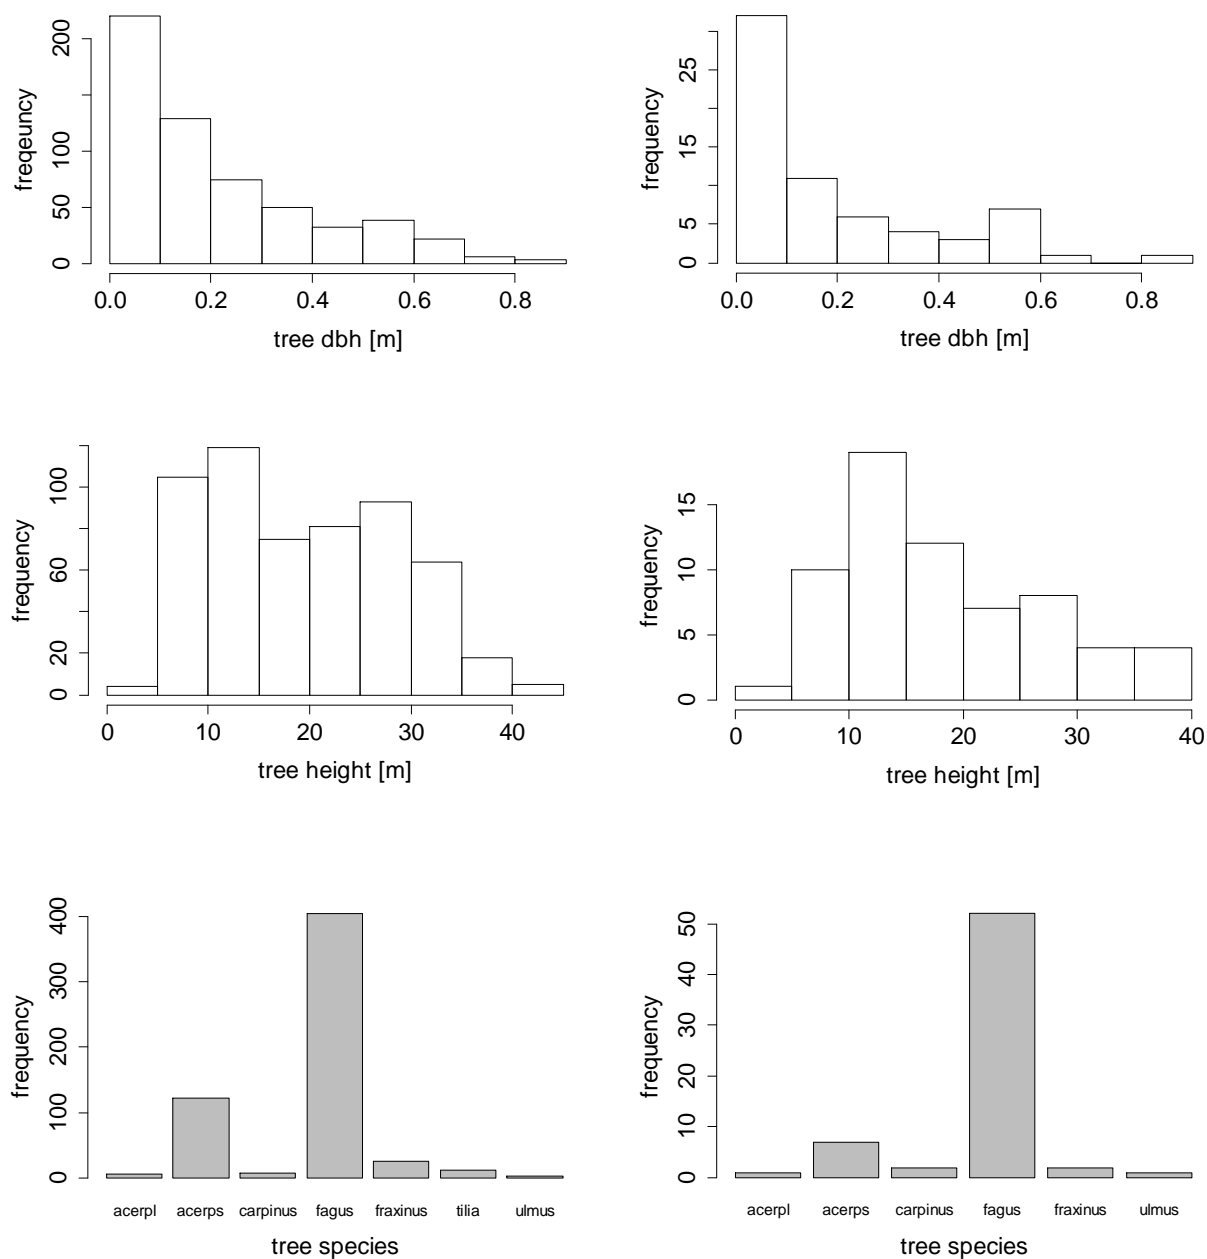 freqeuncy
0 50 100 200
0.0 0.2 0.4 0.6 0.8
tree dbh [m]
frequency
0 5 15 25
0.0 0.2 0.4 0.6 0.8
tree dbh [m]
frequency
0 20 60 100
0 10 20 30 40
tree height [m]
frequency
0 5 10 15
0 10 20 30 40
tree height [m]
frequency
0 100 200 300 400
acerpl acerps carpinus fagus fraxinus tilia ulmus
tree species
frequency
0 10 20 30 40 50
acerpl acerps carpinus fagus fraxinus ulmus
tree species